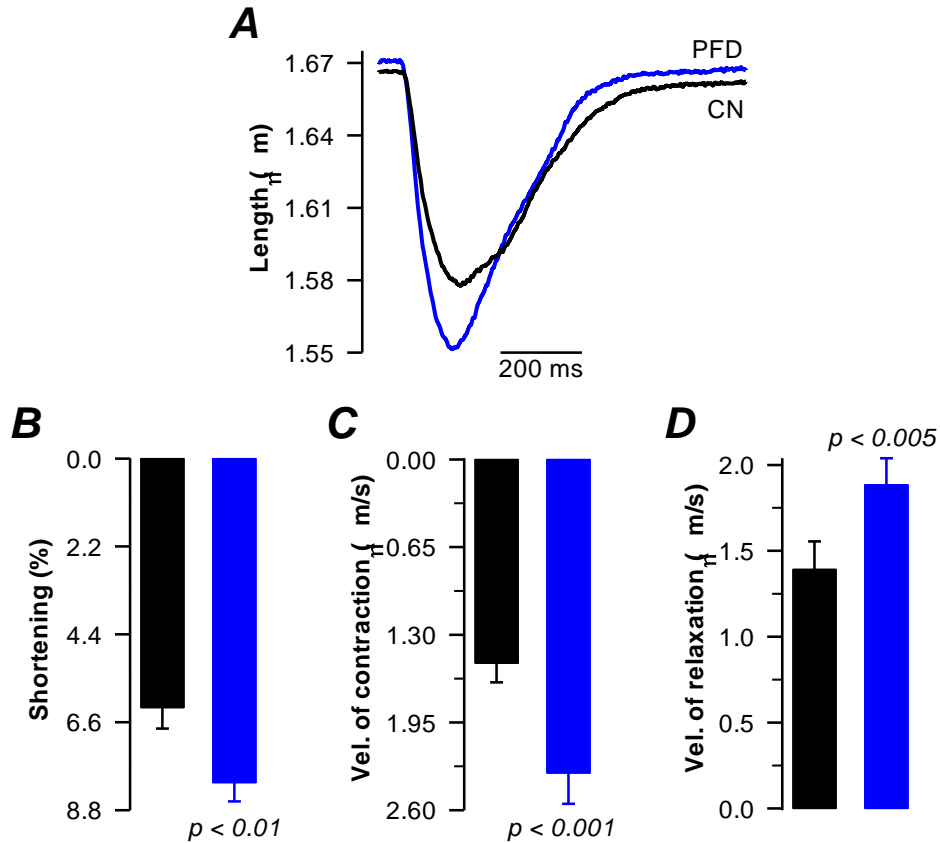 A
PFD
CN
Length ( m)
1.67
1.64
1.61
1.58
1.55
200 ms
B
Shortening (%)
0.0
2.2
4.4
6.6
8.8
p < 0.01
C
Vel. of contraction ( m/s)
0.00
0.65
1.30
1.95
2.60
p < 0.001
D
p < 0.005
Vel. of relaxation ( m/s)
2.0
1.5
1.0
0.5
0.0